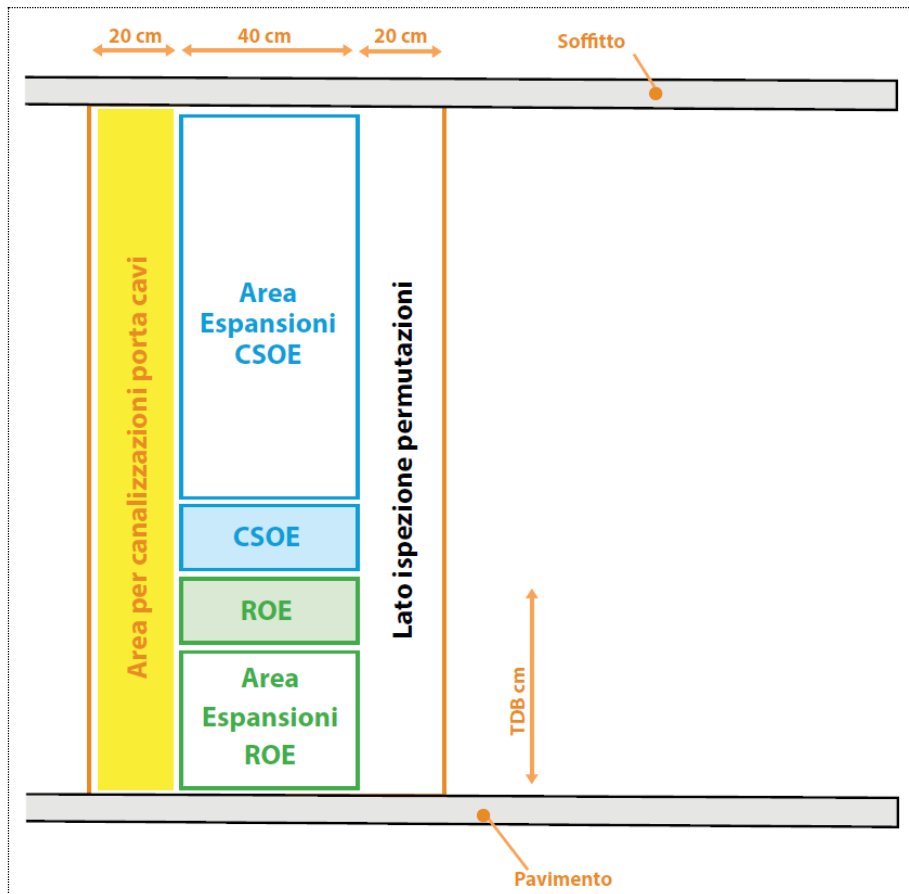 20 cm
40 cm
20 cm
Soffitto
Area per canalizzazioni porta cavi
Area
Espansioni
CSOE
Lato ispezione permutazioni
CSOE
ROE
Area
Espansioni
ROE
TDB cm
Pavimento